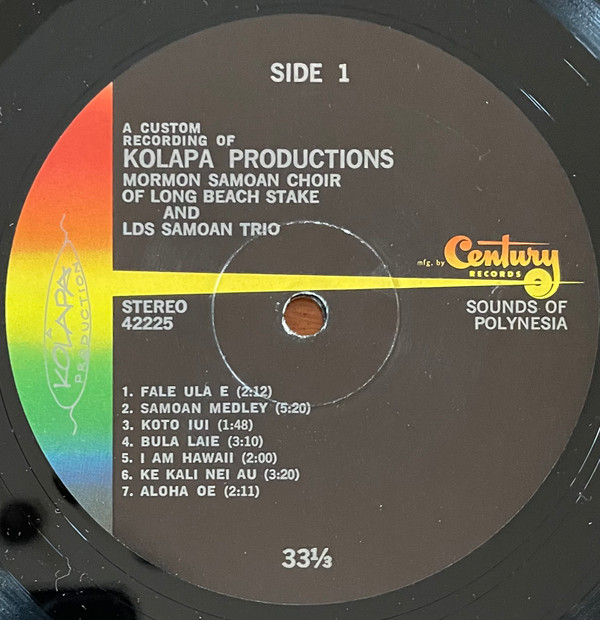 SIDE 1
A CUSTOM
RECORDING OF
KOLAPA PRODUCTIONS
MORMON SAMOAN CHOIR
OF LONG BEACH STAKE
AND
LDS SAMOAN TRIO
mfg. by Century
RECORDS
A
KOLAPA
PRODUCTION
STEREO
42225
SOUNDS OF
POLYNESIA
1. FALE ULA E (2:12)
2. SAMOAN MEDLEY (5:20)
3. KOTO IUI (1:48)
4. BULA LAIE (3:10)
5. I AM HAWAII (2:00)
6. KE KALI NEI AU (3:20)
7. ALOHA OE (2:11)
33⅓